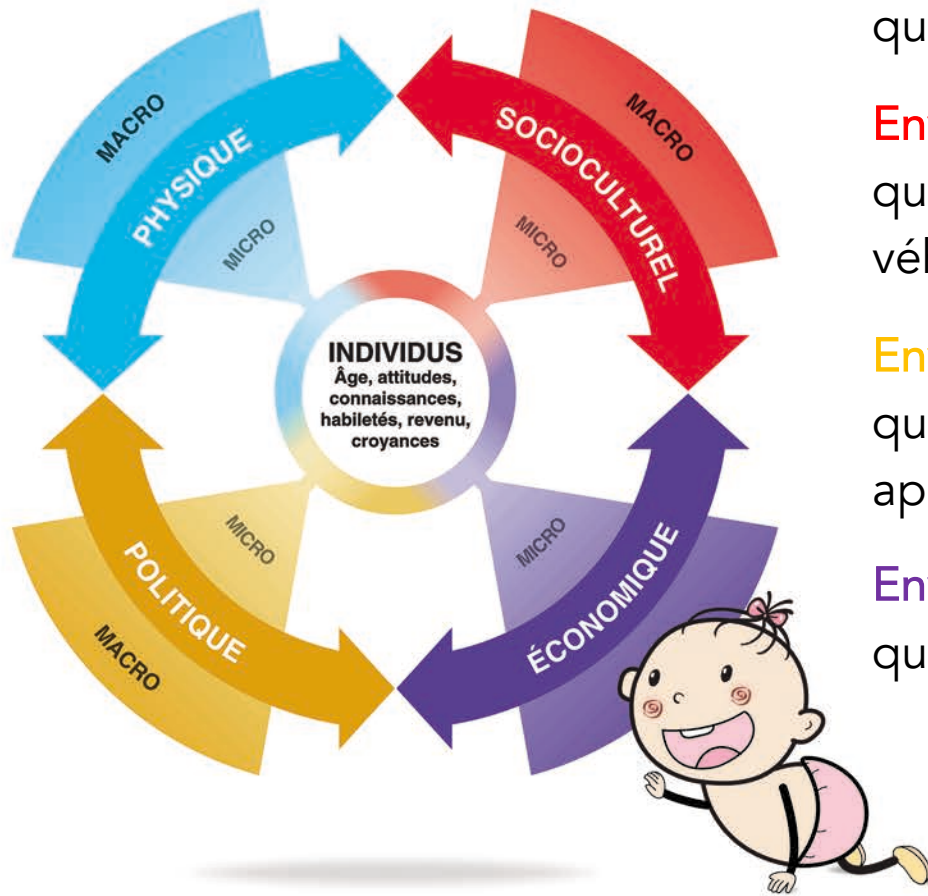 MACRO
PHYSIQUE
MICRO
MACRO
SOCIOCULTUREL
MICRO
INDIVIDUS
Âge, attitudes,
connaissances,
habiletés, revenu,
croyances
MICRO
POLITIQUE
MACRO
MICRO
ÉCONOMIQUE
qu
En
qu
vél
En
qu
ap
En
qu